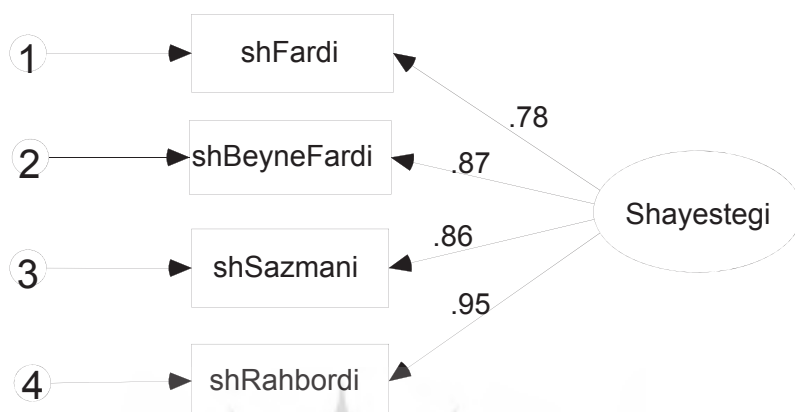 1
shFardi
.78
2
shBeyneFardi
.87
Shayestegi
3
shSazmani
.86
.95
4
shRahbordi